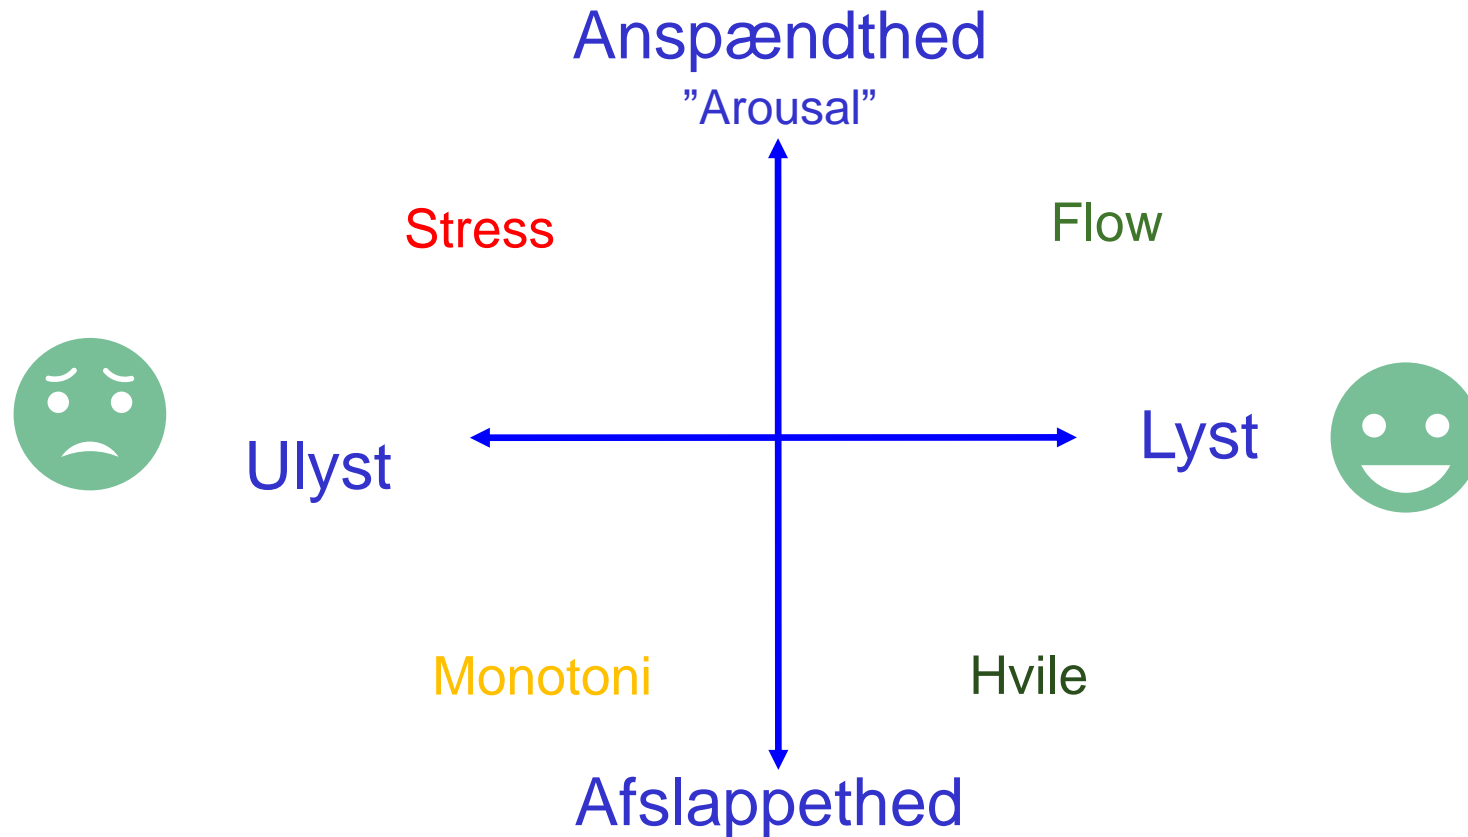 Anspændthed
”Arousal”
Stress
Flow
Ulyst
Lyst
Monotoni
Hvile
Afslappethed